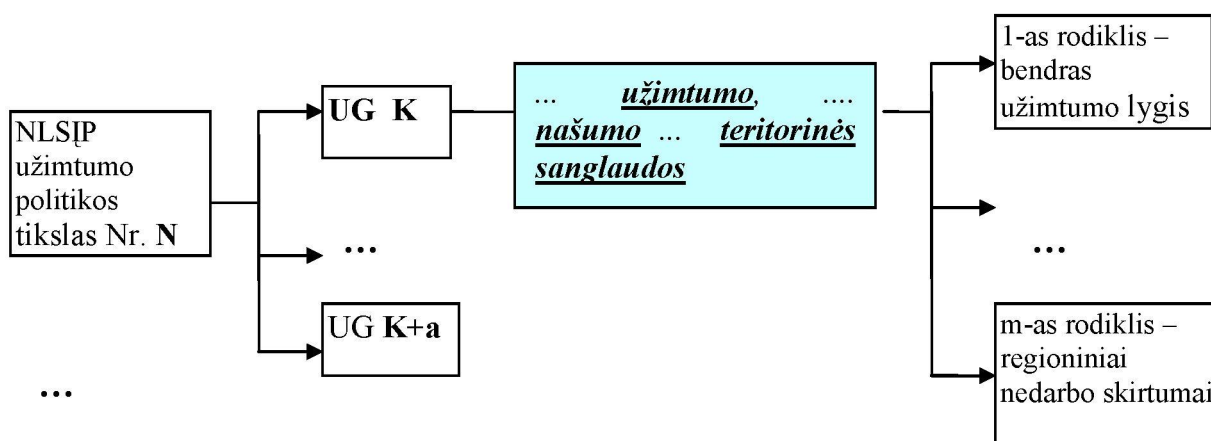 NLSĮP
užimtumo
politikos
tikslas Nr. N
...
UG K
...
UG K+a
... užimtumo, ....
našumo ... teritorinės
sanglaudos
1-as rodiklis –
bendras
užimtumo lygis
...
m-as rodiklis –
regioniniai
nedarbo skirtumai